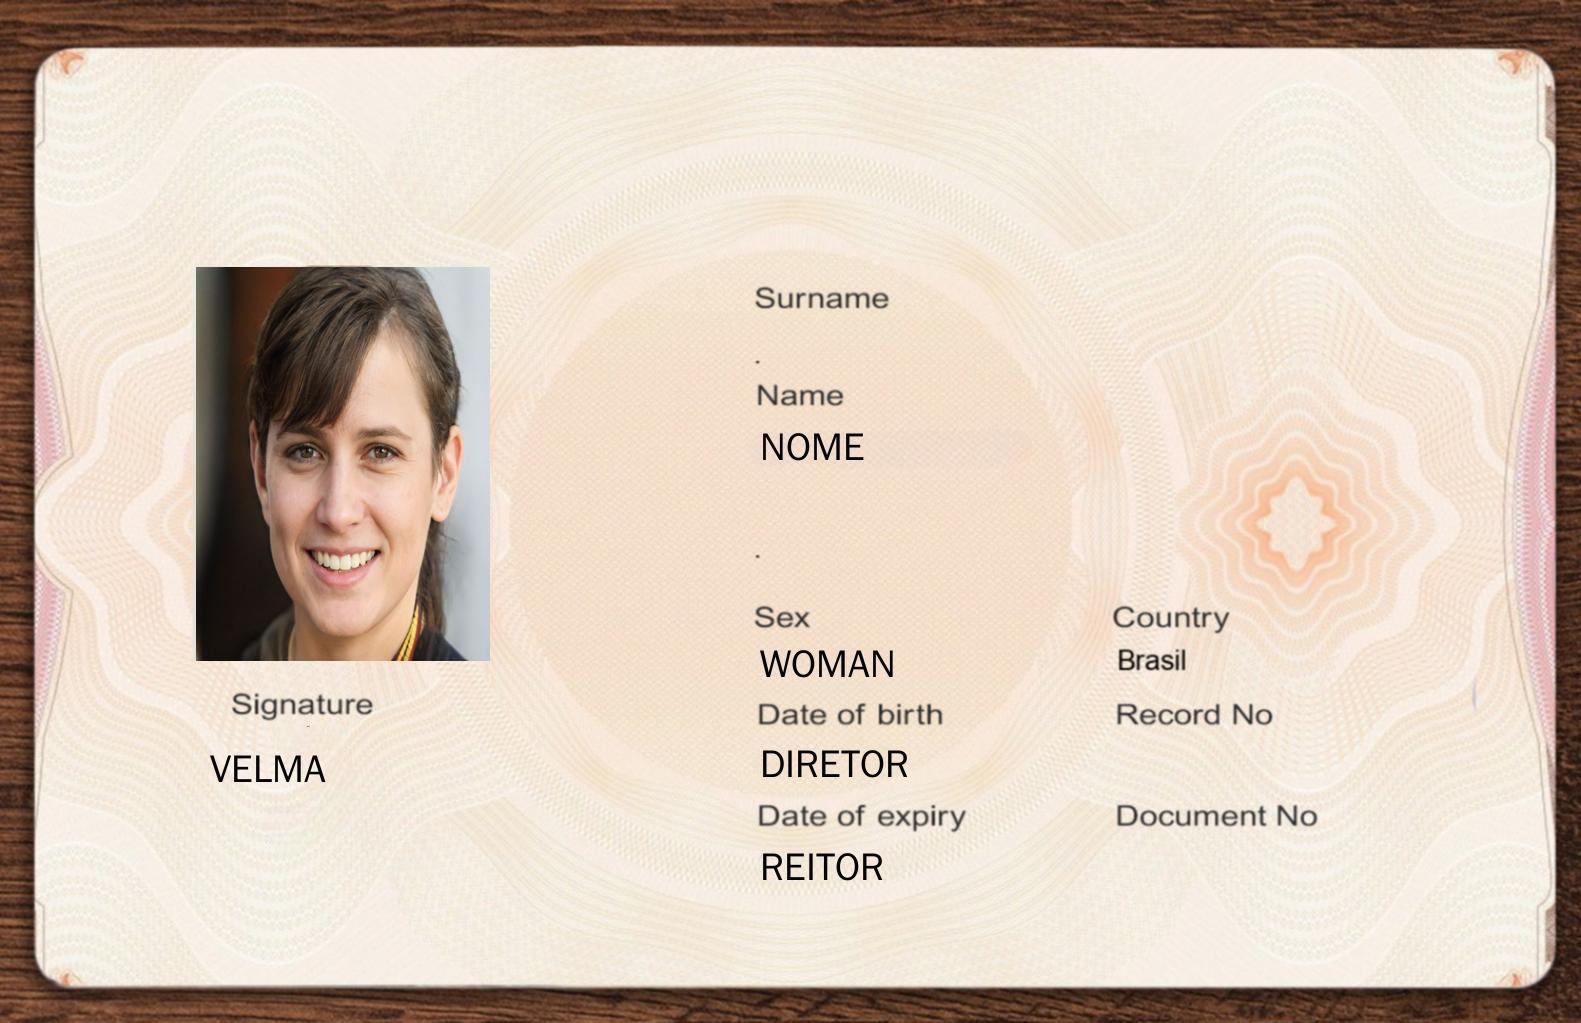 Surname
Name
NOME
Sex
WOMAN
Country
Brasil
Date of birth
DIRETOR
Record No
Date of expiry
REITOR
Document No
Signature
VELMA